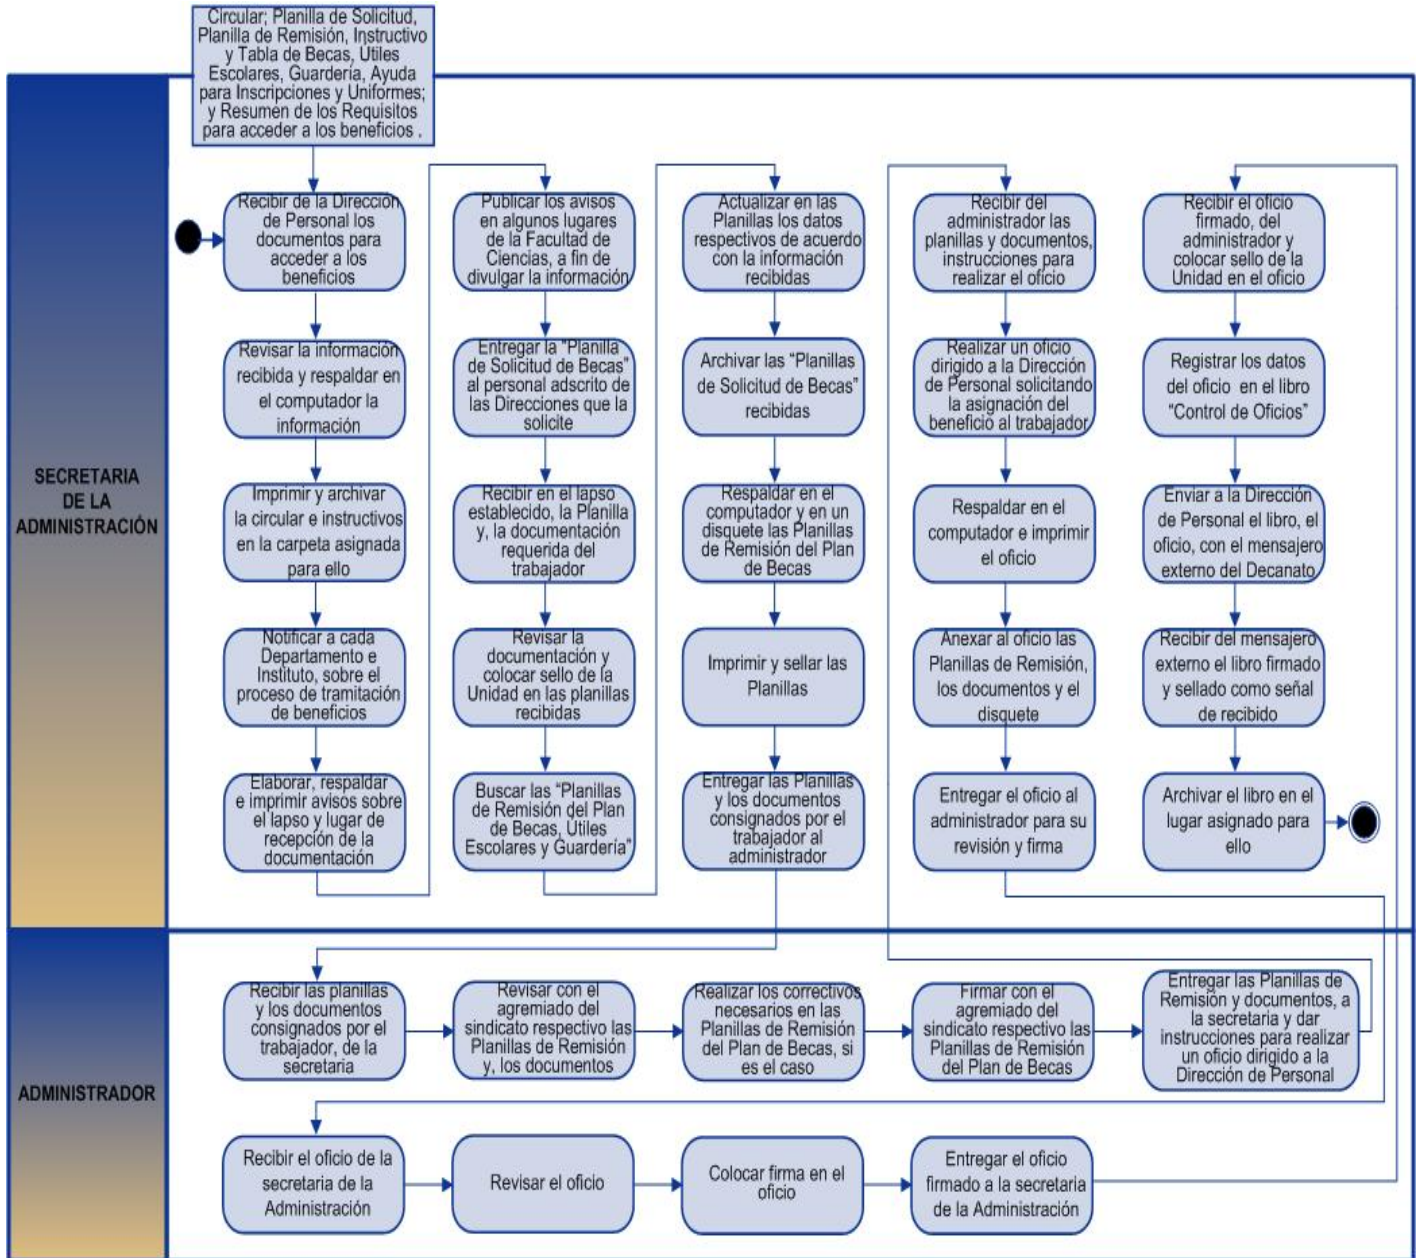 Circular; Planilla de Solicitud,
Planilla de Remisión, Instructivo
y Tabla de Becas, Útiles
Escolares, Guardería, Ayuda
para Inscripciones y Uniformes;
y Resumen de los Requisitos
para acceder a los beneficios .
SECRETARIA
DE LA
ADMINISTRACIÓN
Recibir de la Dirección
de Personal los
documentos para
acceder a los
beneficios
Revisar la información
recibida y respaldar en
el computador la
información
Imprimir y archivar
la circular e instructivos
en la carpeta asignada
para ello
Notificar a cada
Departamento e
Instituto, sobre el
proceso de tramitación
de beneficios
Elaborar, respaldar
e imprimir avisos sobre
el lapso y lugar de
recepción de la
documentación
Publicar los avisos
en algunos lugares
de la Facultad de
Ciencias, a fin de
divulgar la información
Entregar la “Planilla
de Solicitud de Becas”
al personal adscrito de
las Direcciones que la
solicite
Recibir en el lapso
establecido, la Planilla
y, la documentación
requerida del
trabajador
Revisar la
documentación y
colocar sello de la
Unidad en las planillas
recibidas
Buscar las “Planillas
de Remisión del Plan
de Becas, Útiles
Escolares y Guardería”
Actualizar en las
Planillas los datos
respectivos de acuerdo
con la información
recibidas
Archivar las “Planillas
de Solicitud de Becas”
recibidas
Respaldar en el
computador y en un
disquete las Planillas
de Remisión del Plan
de Becas
Imprimir y sellar las
Planillas
Entregar las Planillas
y los documentos
consignados por el
trabajador al
administrador
Recibir del
administrador las
planillas y documentos,
instrucciones para
realizar el oficio
Realizar un oficio
dirigido a la Dirección
de Personal solicitando
la asignación del
beneficio al trabajador
Respaldar en el
computador e imprimir
el oficio
Anexar al oficio las
Planillas de Remisión,
los documentos y el
disquete
Entregar el oficio al
administrador para su
revisión y firma
Recibir el oficio
firmado, del
administrador y
colocar sello de la
Unidad en el oficio
Registrar los datos
del oficio en el libro
“Control de Oficios”
Enviar a la Dirección
de Personal el libro, el
oficio, con el mensajero
externo del Decanato
Recibir del mensajero
externo el libro firmado
y sellado como señal
de recibido
Archivar el libro en el
lugar asignado para
ello
ADMINISTRADOR
Recibir las planillas
y los documentos
consignados por el
trabajador, de la
secretaria
Revisar con el
agremiado del
sindicato respectivo las
Planillas de Remisión
y, los documentos
Realizar los correctivos
necesarios en las
Planillas de Remisión
del Plan de Becas, si
es el caso
Firmar con el
agremiado del
sindicato respectivo las
Planillas de Remisión
del Plan de Becas
Entregar las Planillas de
Remisión y documentos, a
la secretaria y dar
instrucciones para realizar
un oficio dirigido a la
Dirección de Personal
Recibir el oficio de la
secretaria de la
Administración
Revisar el oficio
Colocar firma en el
oficio
Entregar el oficio
firmado a la secretaria
de la Administración